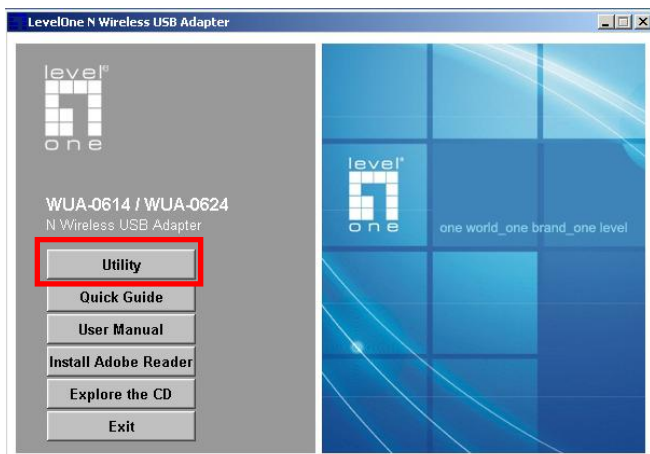 LevelOne N Wireless USB Adapter
level®
one
WUA-0614 / WUA-0624
N Wireless USB Adapter
Utility
Quick Guide
User Manual
Install Adobe Reader
Explore the CD
Exit
level®
one
one world_one brand_one level